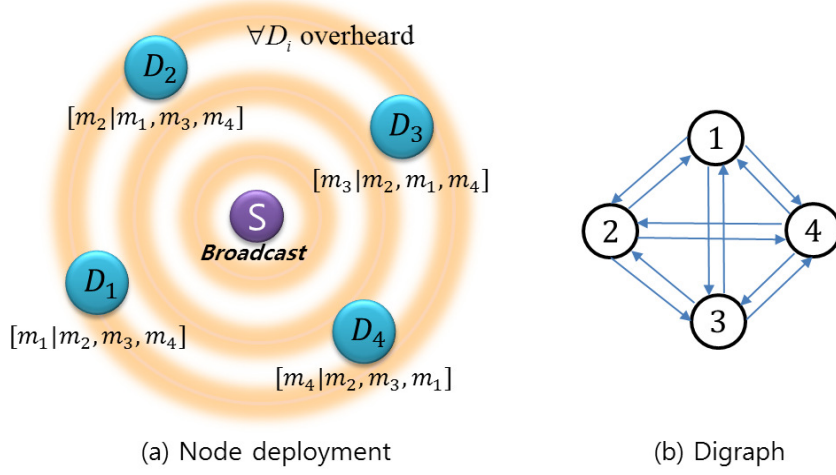 ∀D_i overheard
D_2
[m_2|m_1, m_3, m_4]
D_3
[m_3|m_2, m_1, m_4]
S
Broadcast
D_1
[m_1|m_2, m_3, m_4]
D_4
[m_4|m_2, m_3, m_1]
(a) Node deployment
1
2
4
3
(b) Digraph